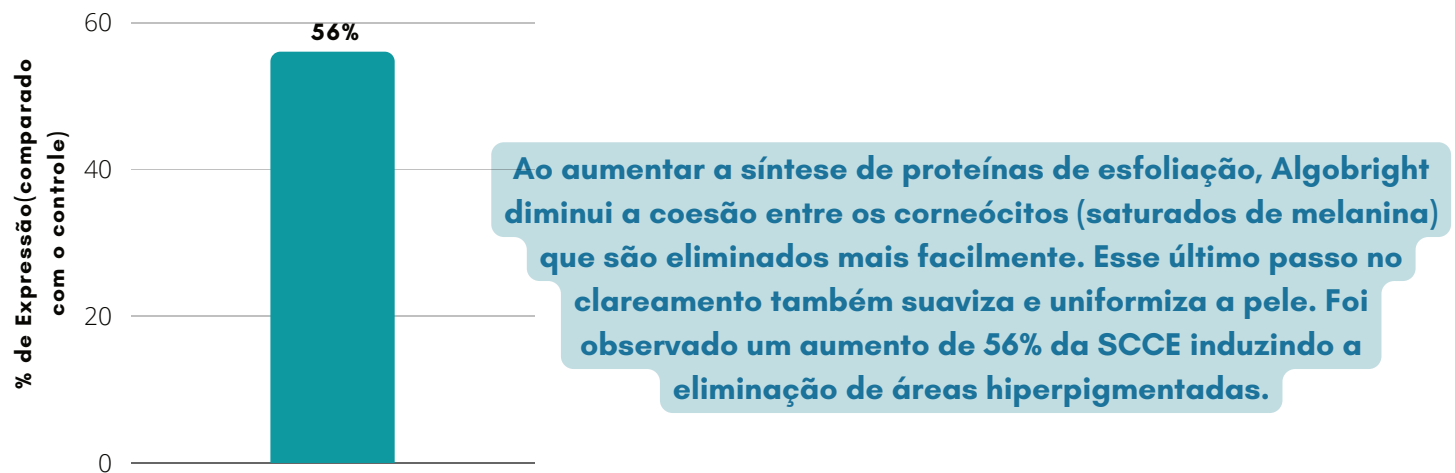 60
56%
% de Expressão(comparado
com o controle)
40
20
0
Ao aumentar a síntese de proteínas de esfoliação, Algobright
diminui a coesão entre os corneócitos (saturados de melanina)
que são eliminados mais facilmente. Esse último passo no
clareamento também suaviza e uniformiza a pele. Foi
observado um aumento de 56% da SCCE induzindo a
eliminação de áreas hiperpigmentadas.